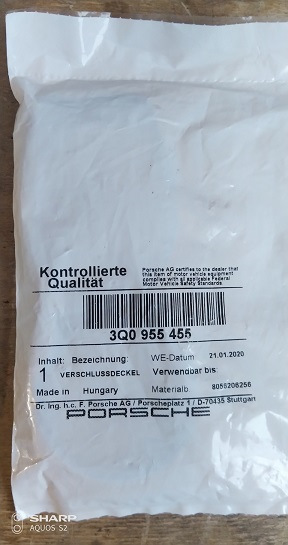 Kontrollierte
Qualität
Porsche AG certifies to the dealer that
this item of motor vehicle equipment
complies with all applicable Federal
Motor Vehicle Safety Standards.
3Q0 955 455
Inhalt: Bezeichnung: WE-Datum 21.01.2020
1 VERSCHLUSSDECKEL Verwendbar bis:
Made in Hungary Materialb. 8056206256
Dr. Ing. h.c. F. Porsche AG / Porscheplatz 1 / D-70435 Stuttgart
PORSCHE
SHARP
AQUOS S2